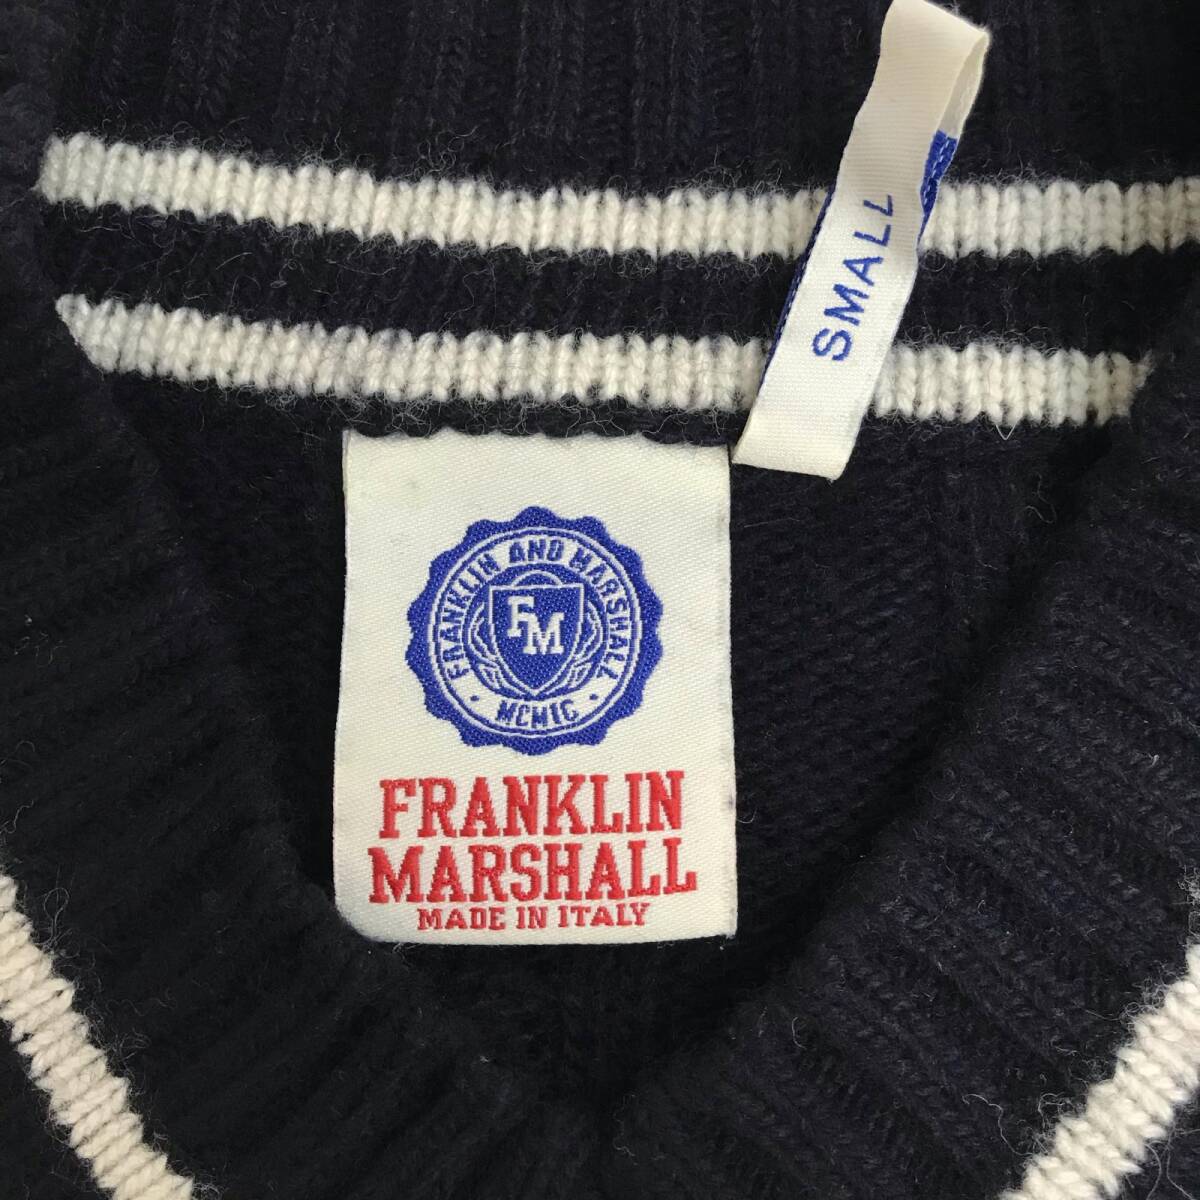 SMALL
FRANKLIN AND MARSHALL
FM
· MCMIC ·
FRANKLIN
MARSHALL
MADE IN ITALY